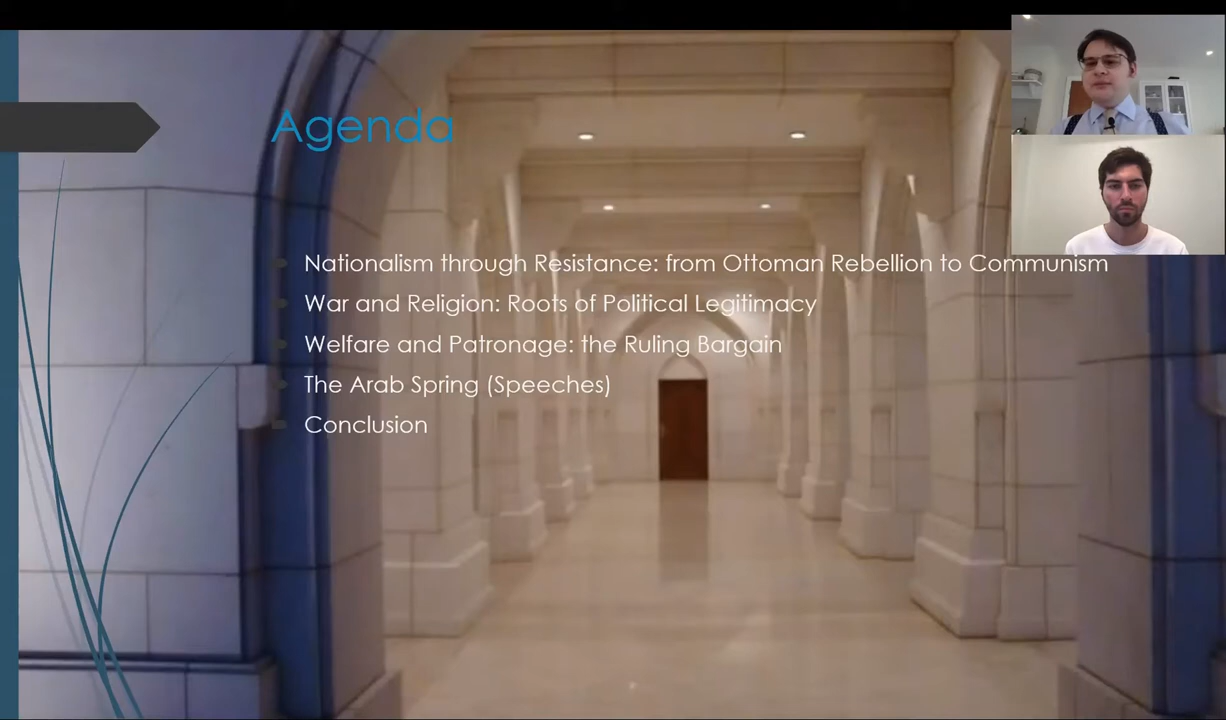 Agenda
Nationalism through Resistance: from Ottoman Rebellion to Communism
War and Religion: Roots of Political Legitimacy
Welfare and Patronage: the Ruling Bargain
The Arab Spring (Speeches)
Conclusion